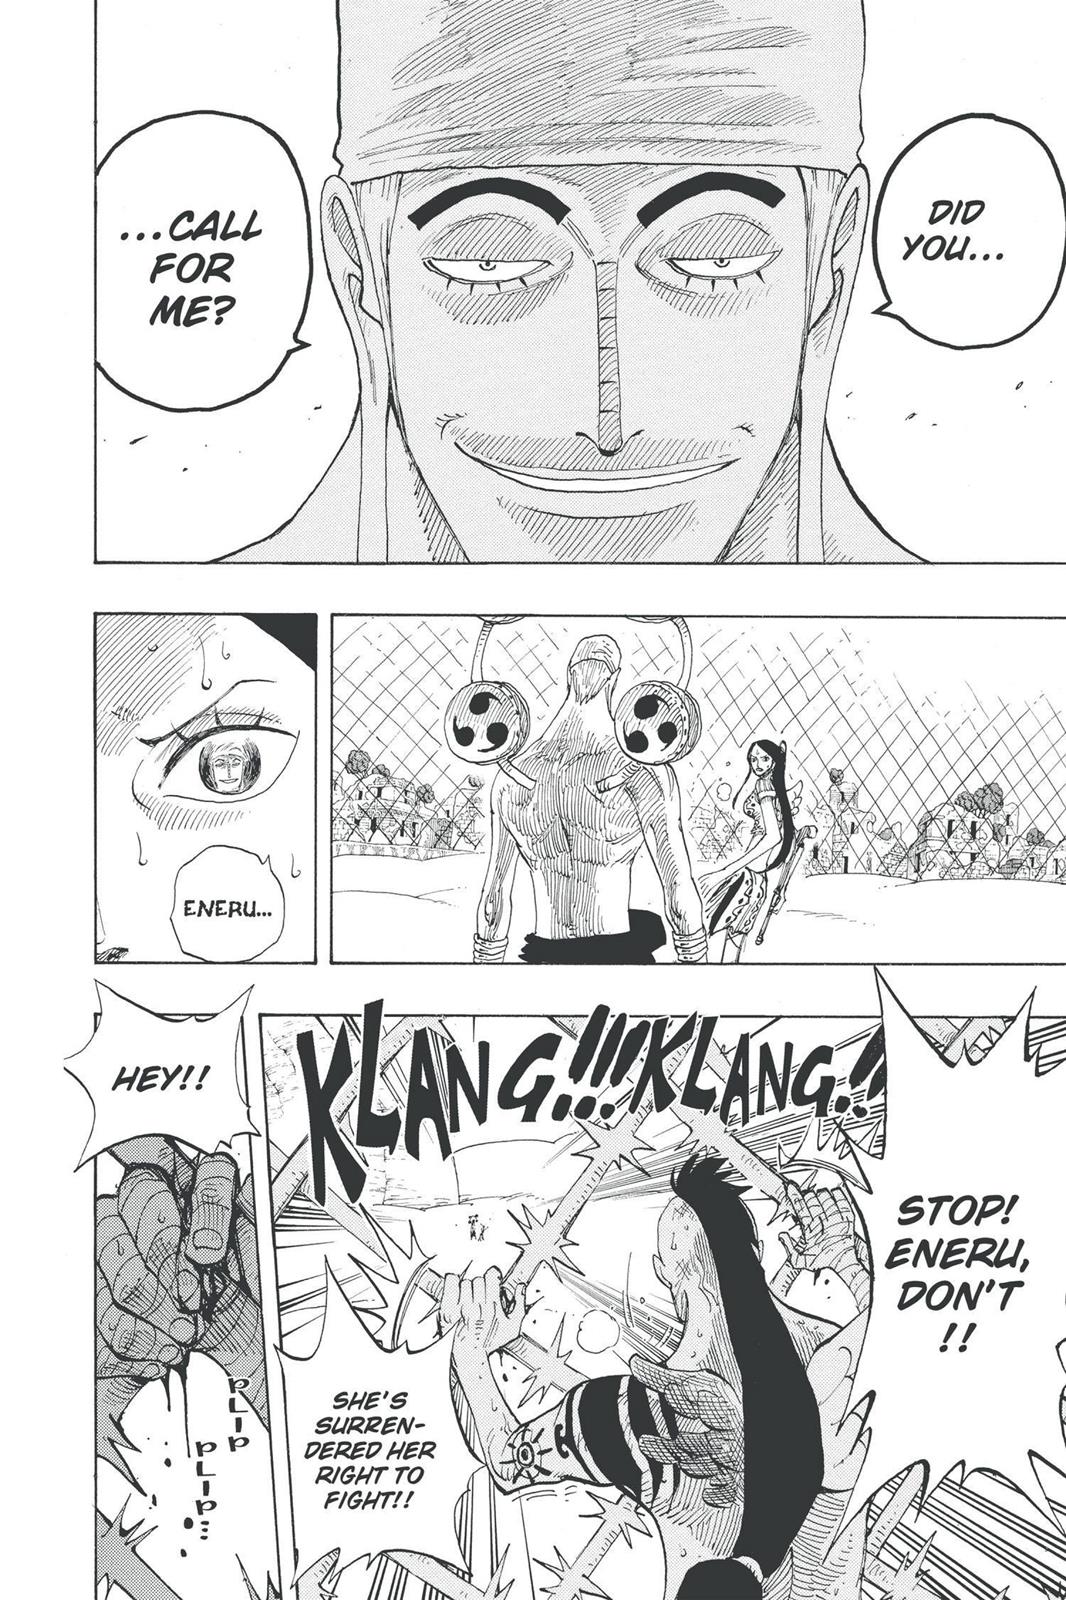 DID
YOU...
...CALL
FOR
ME?
ENERU...
KLANG!!!
KLANG!!
STOP!
ENERU,
DON'T
!!
SHE'S
SURREN-
DERED HER
RIGHT TO
FIGHT!!
HEY!!
PLIP
PLIP...